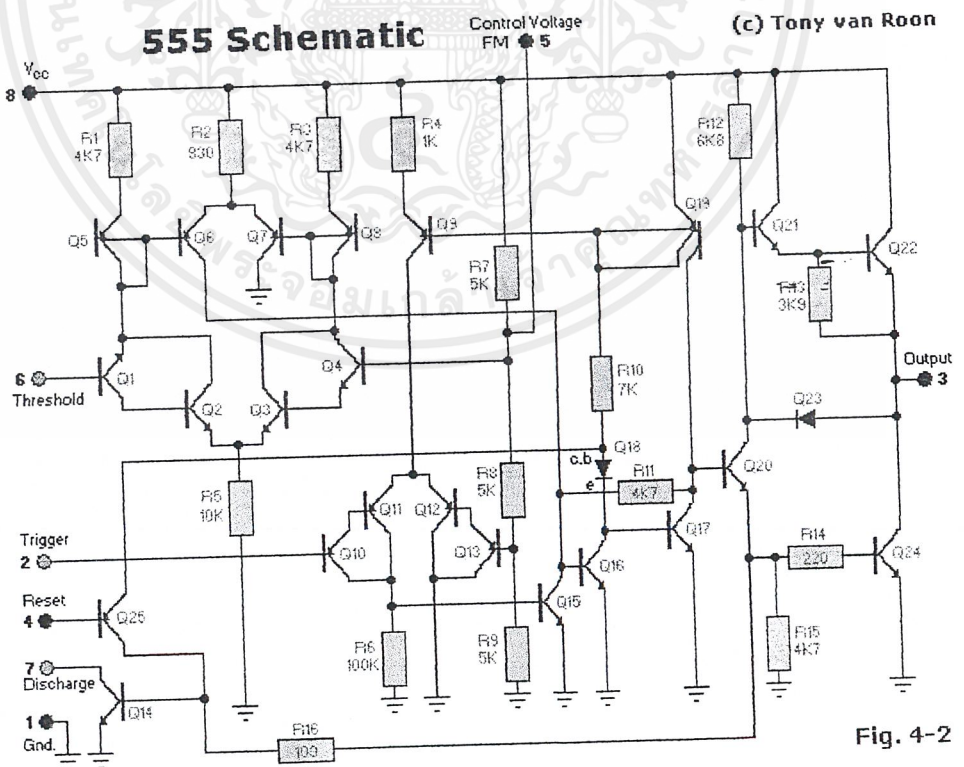 555 Schematic
Control Voltage
FM 5
(c) Tony van Roon
Vcc
8
R1
4K7
R2
830
R3
4K7
R4
1K
R12
6K8
Q5
Q6
Q7
Q8
Q9
Q19
Q21
Q22
R7
5K
R13
3K9
Q1
Q2
Q3
Q4
6
Threshold
R10
7K
Output
3
Q23
Q18
c.b
e
R11
4K7
Q20
R5
10K
R8
5K
Q11
Q12
Q10
Q13
Q16
Q17
R14
220
Q24
Trigger
2
Reset
4
Q25
Q15
R6
100K
R9
5K
R15
4K7
7
Discharge
Q14
1
Gnd.
R16
100
Fig. 4-2